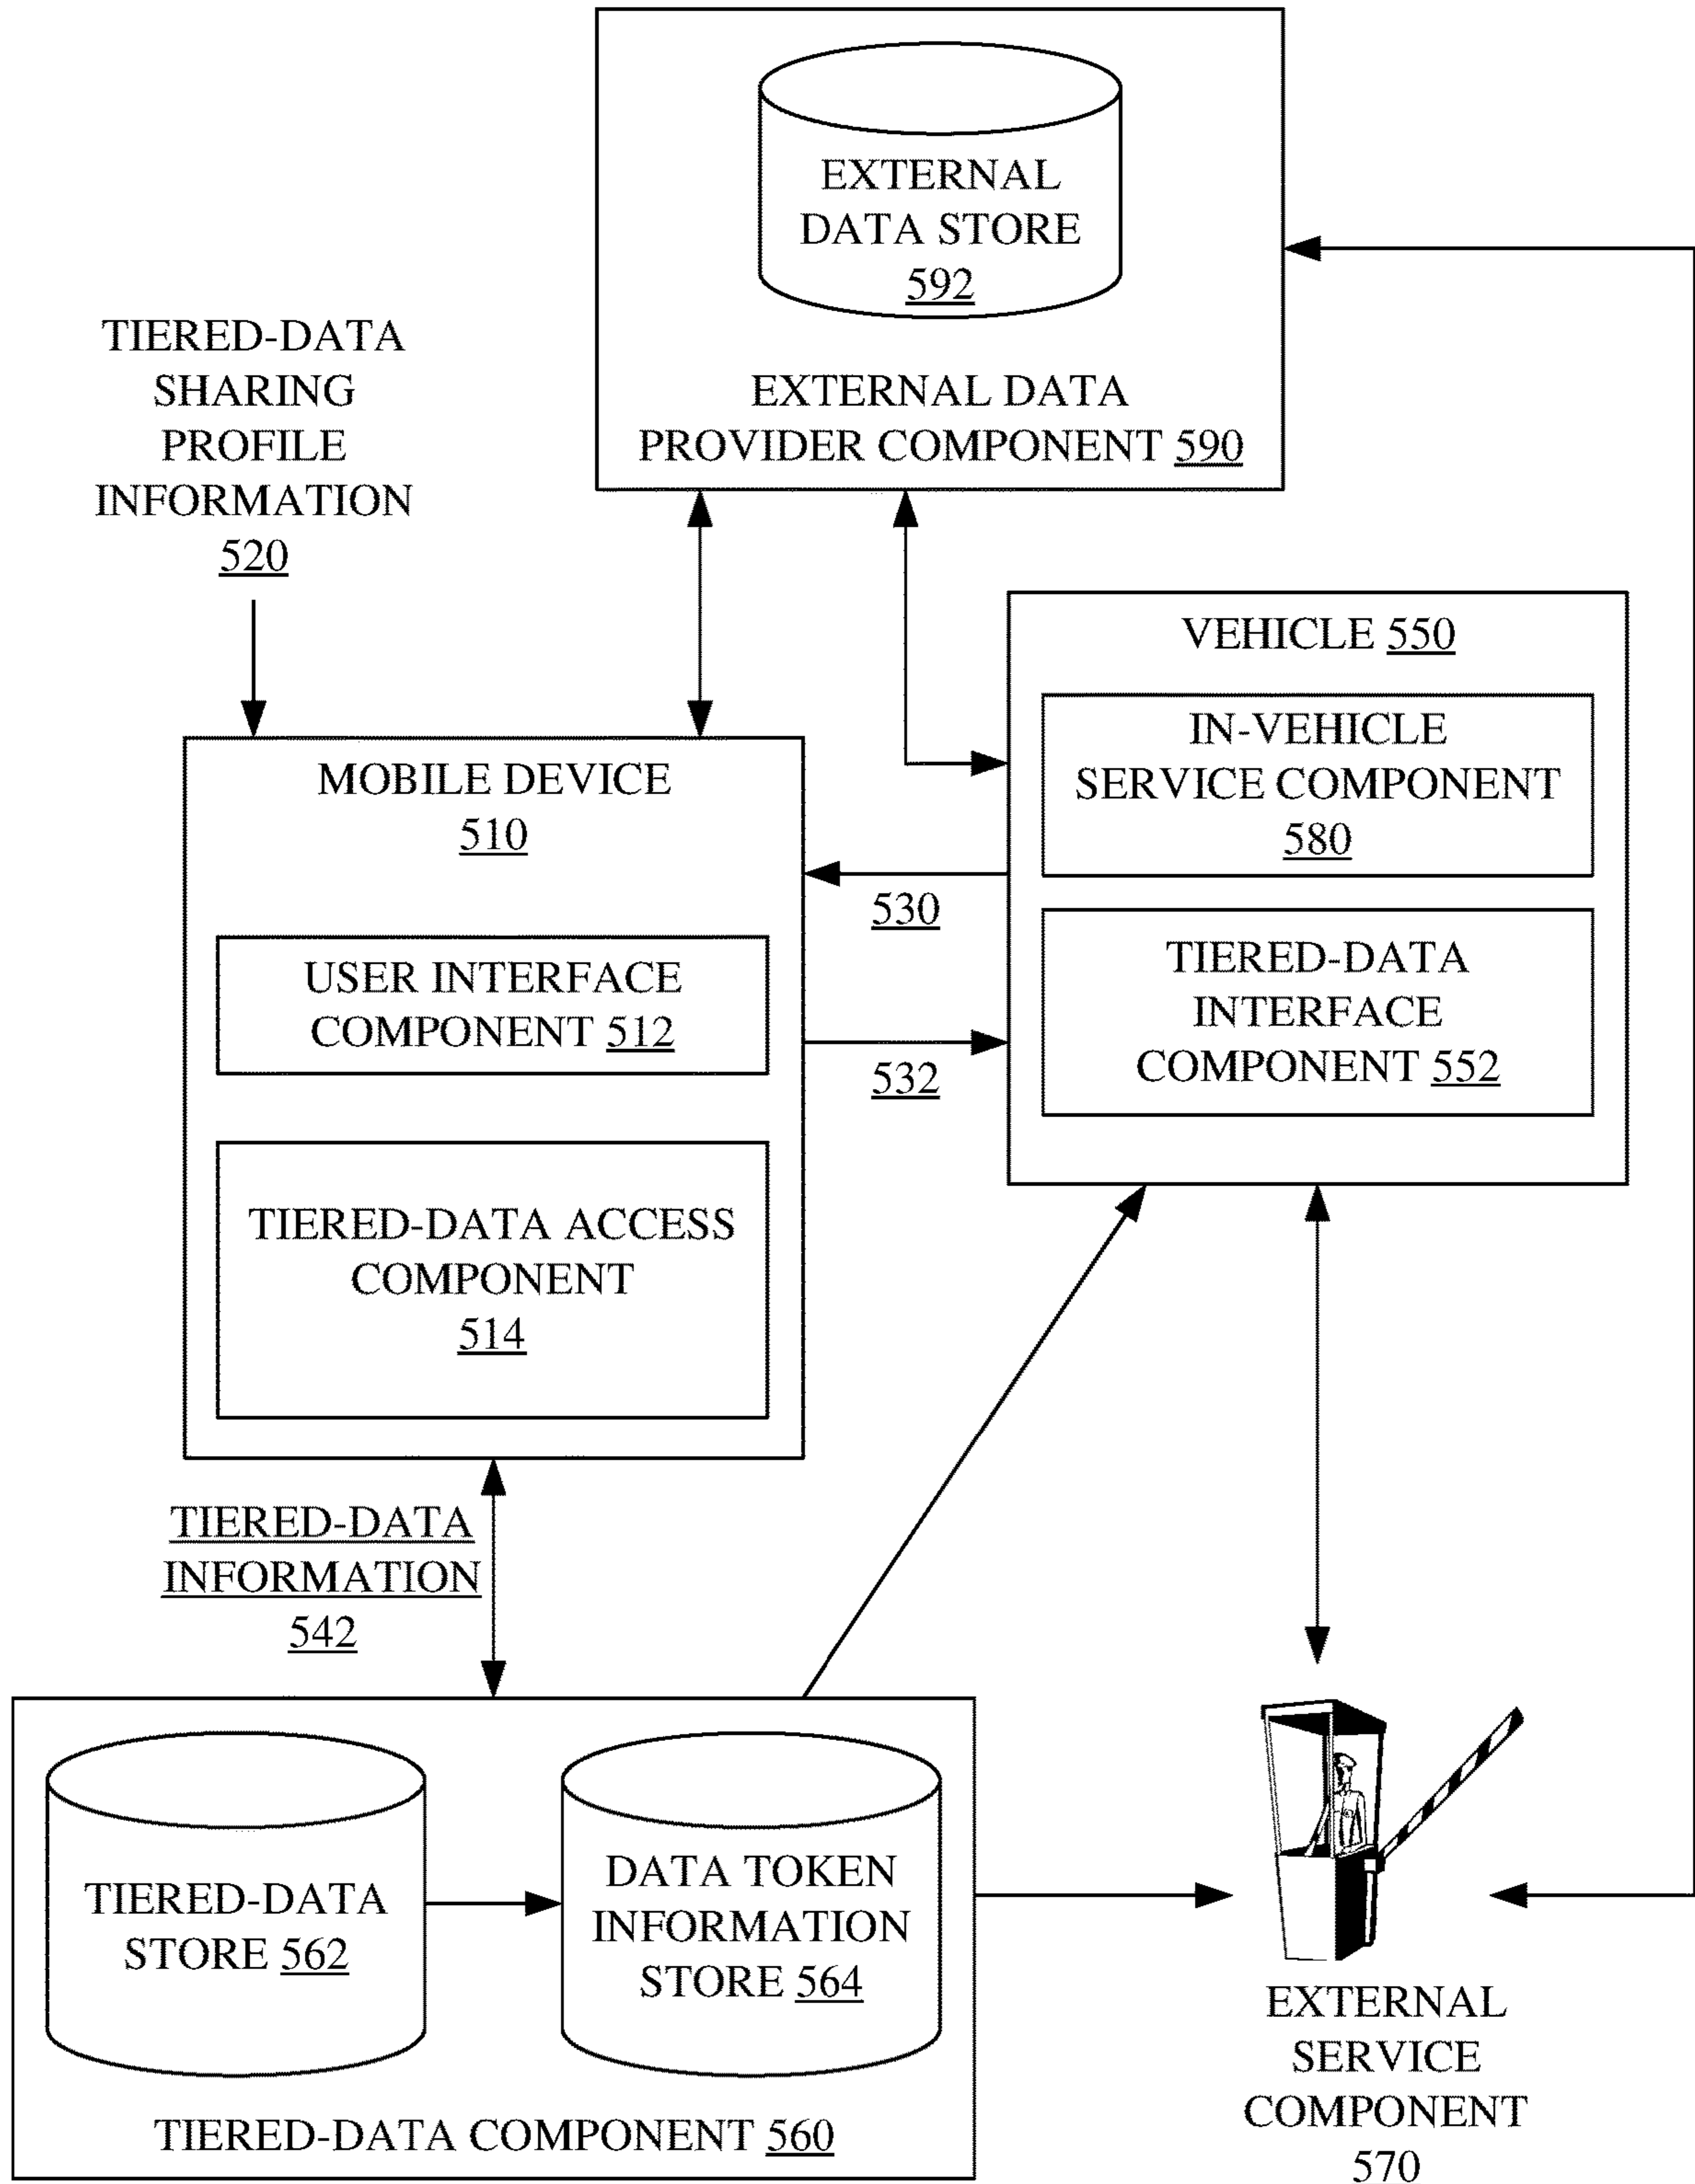 EXTERNAL
DATA STORE
592
EXTERNAL DATA
PROVIDER COMPONENT 590
TIERED-DATA
SHARING
PROFILE
INFORMATION
520
VEHICLE 550
IN-VEHICLE
SERVICE COMPONENT
580
TIERED-DATA
INTERFACE
COMPONENT 552
MOBILE DEVICE
510
USER INTERFACE
COMPONENT 512
TIERED-DATA ACCESS
COMPONENT
514
530
532
TIERED-DATA
INFORMATION
542
TIERED-DATA
STORE 562
DATA TOKEN
INFORMATION
STORE 564
TIERED-DATA COMPONENT 560
EXTERNAL
SERVICE
COMPONENT
570